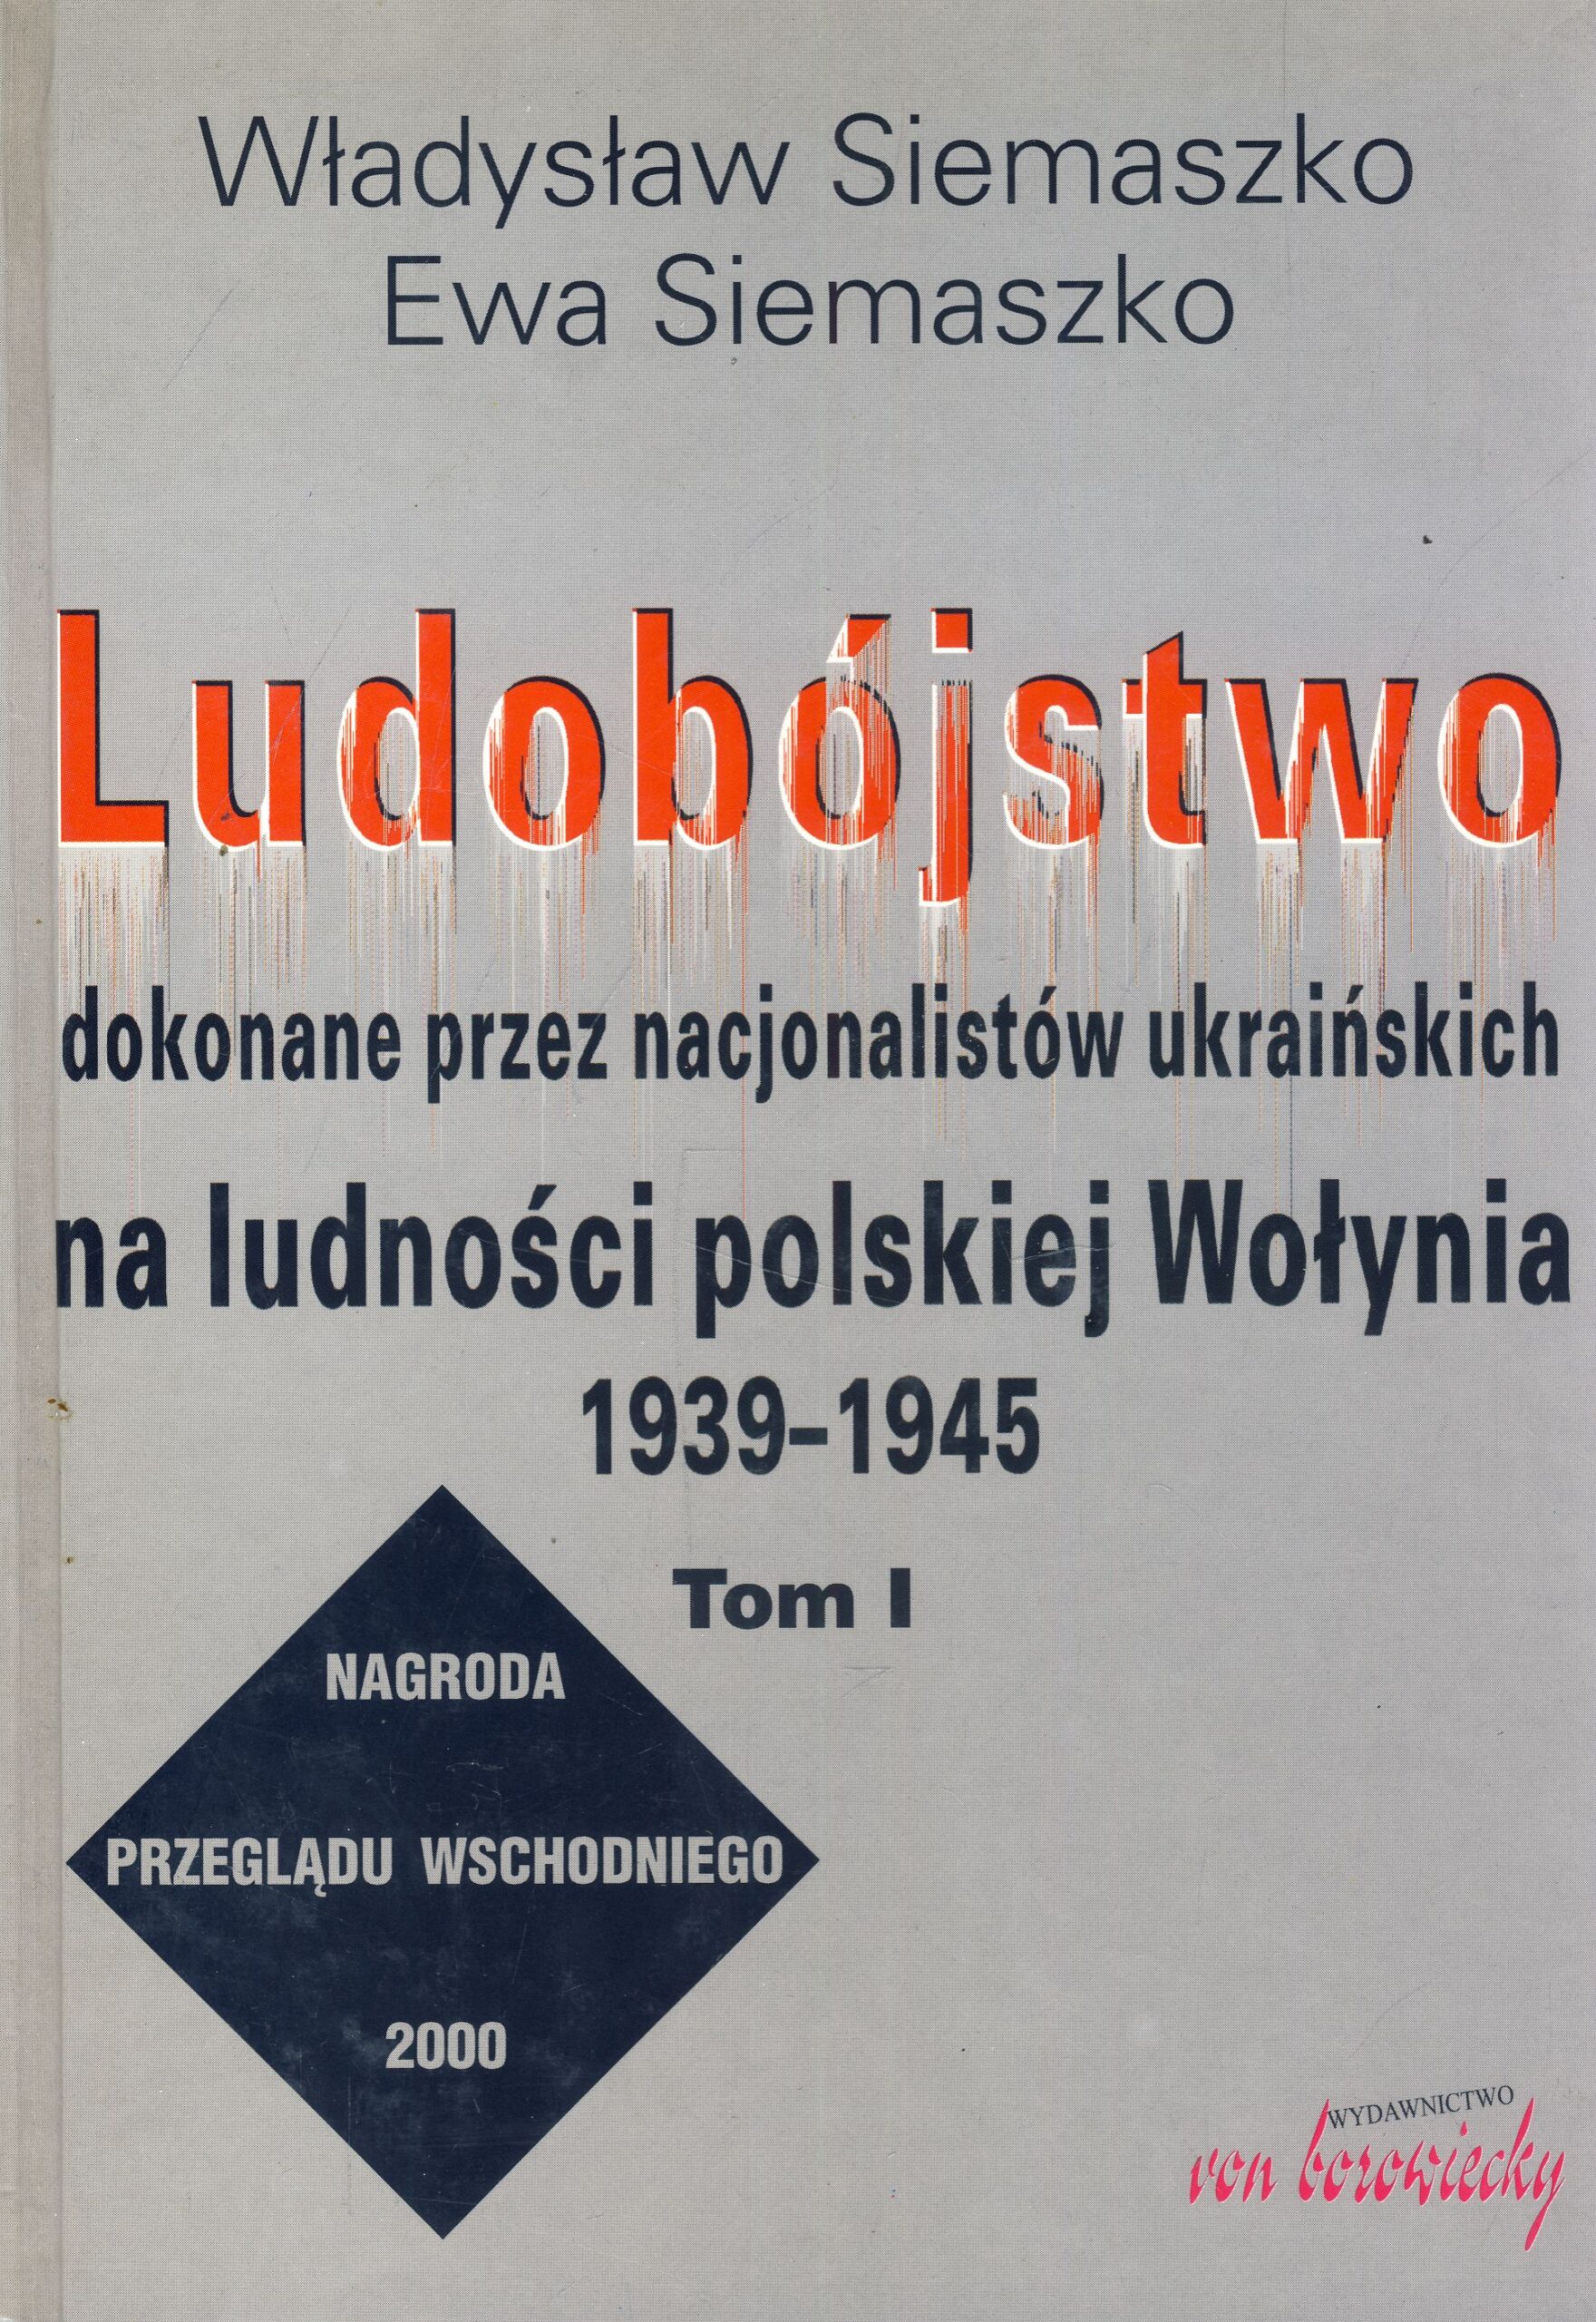 Władysław Siemaszko
Ewa Siemaszko
Ludobójstwo
dokonane przez nacjonalistów ukraińskich
na ludności polskiej Wołynia
1939-1945
Tom I
NAGRODA
PRZEGLĄDU WSCHODNIEGO
2000
WYDAWNICTWO
von borowiecky